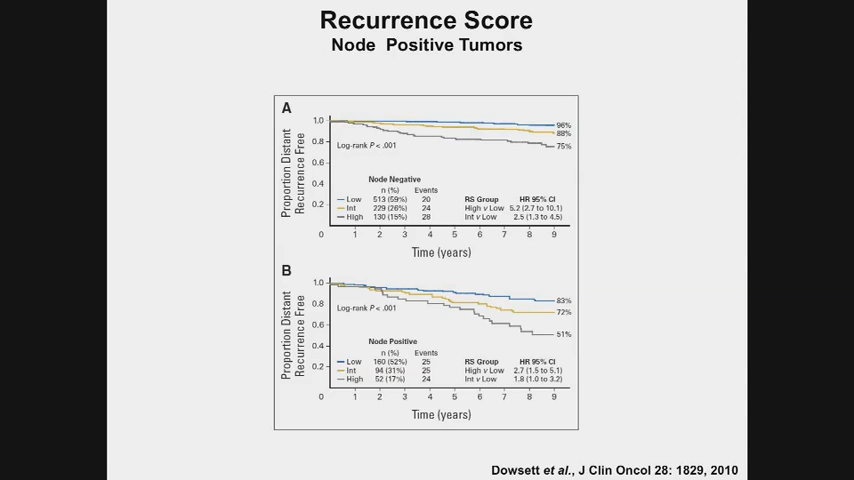 Recurrence Score
Node Positive Tumors
A
Proportion Distant
Recurrence Free
1.0
0.8
0.6
0.4
0.2
0
96%
88%
75%
Log-rank P < .001
Node Negative
n (%) Events
Low 513 (59%) 20
Int 229 (26%) 24
High 130 (15%) 28
RS Group HR 95% CI
High v Low 5.2 (2.7 to 10.1)
Int v Low 2.5 (1.3 to 4.5)
1 2 3 4 5 6 7 8 9
Time (years)
B
Proportion Distant
Recurrence Free
1.0
0.8
0.6
0.4
0.2
0
83%
72%
51%
Log-rank P < .001
Node Positive
n (%) Events
Low 160 (52%) 25
Int 94 (31%) 25
High 52 (17%) 24
RS Group HR 95% CI
High v Low 2.7 (1.5 to 5.1)
Int v Low 1.8 (1.0 to 3.2)
1 2 3 4 5 6 7 8 9
Time (years)
Dowsett et al., J Clin Oncol 28: 1829, 2010